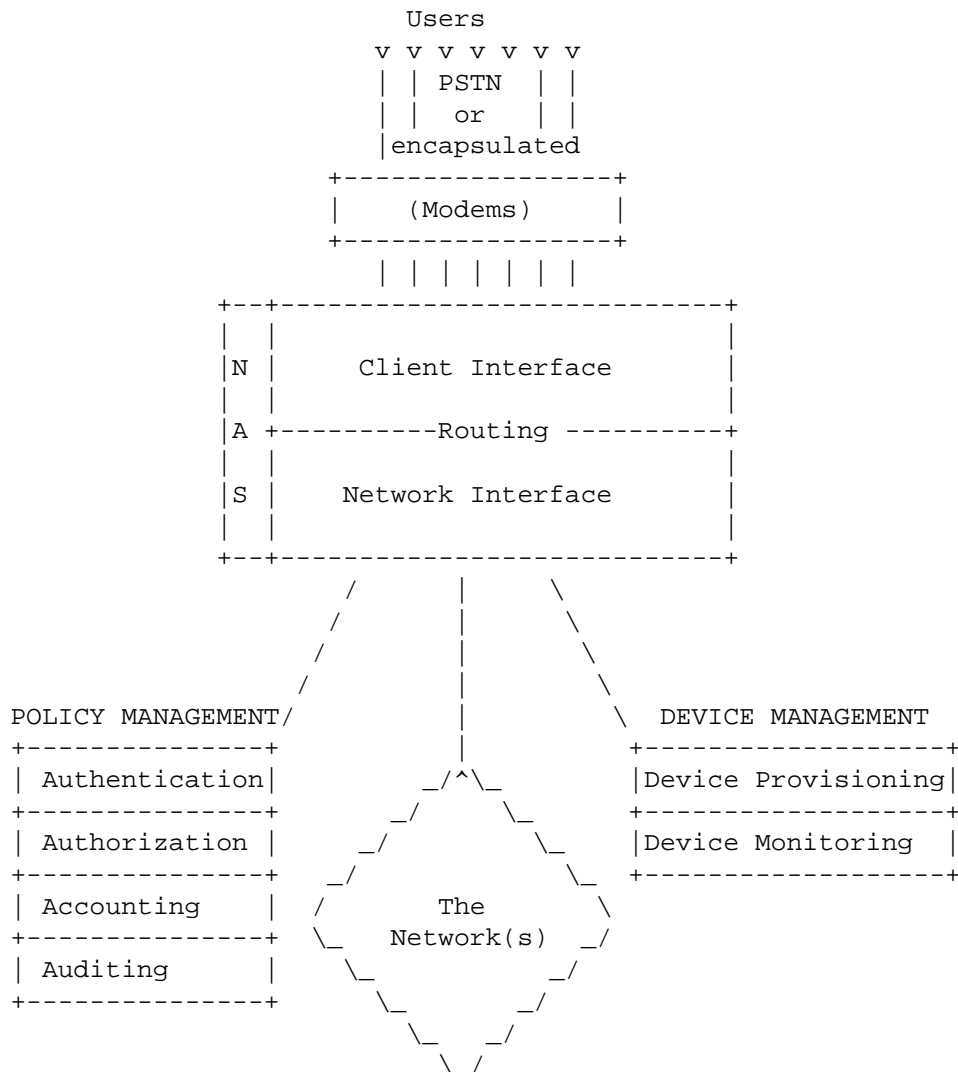 Users
v v v v v v v
PSTN
or
encapsulated
(Modems)
N Client Interface
A Routing
S Network Interface
POLICY MANAGEMENT DEVICE MANAGEMENT
Authentication Device Provisioning
Authorization Device Monitoring
Accounting The
Network(s)
Auditing